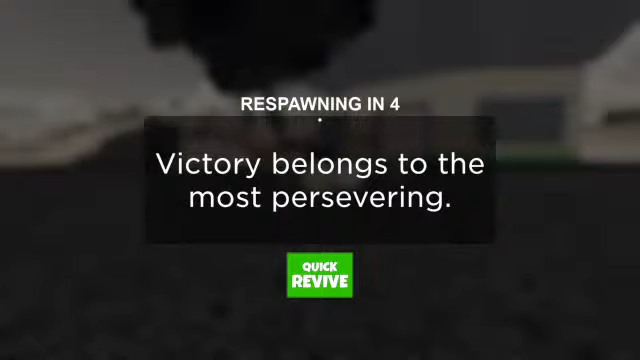 RESPAWNING IN 4
Victory belongs to the
most persevering.
QUICK
REVIVE